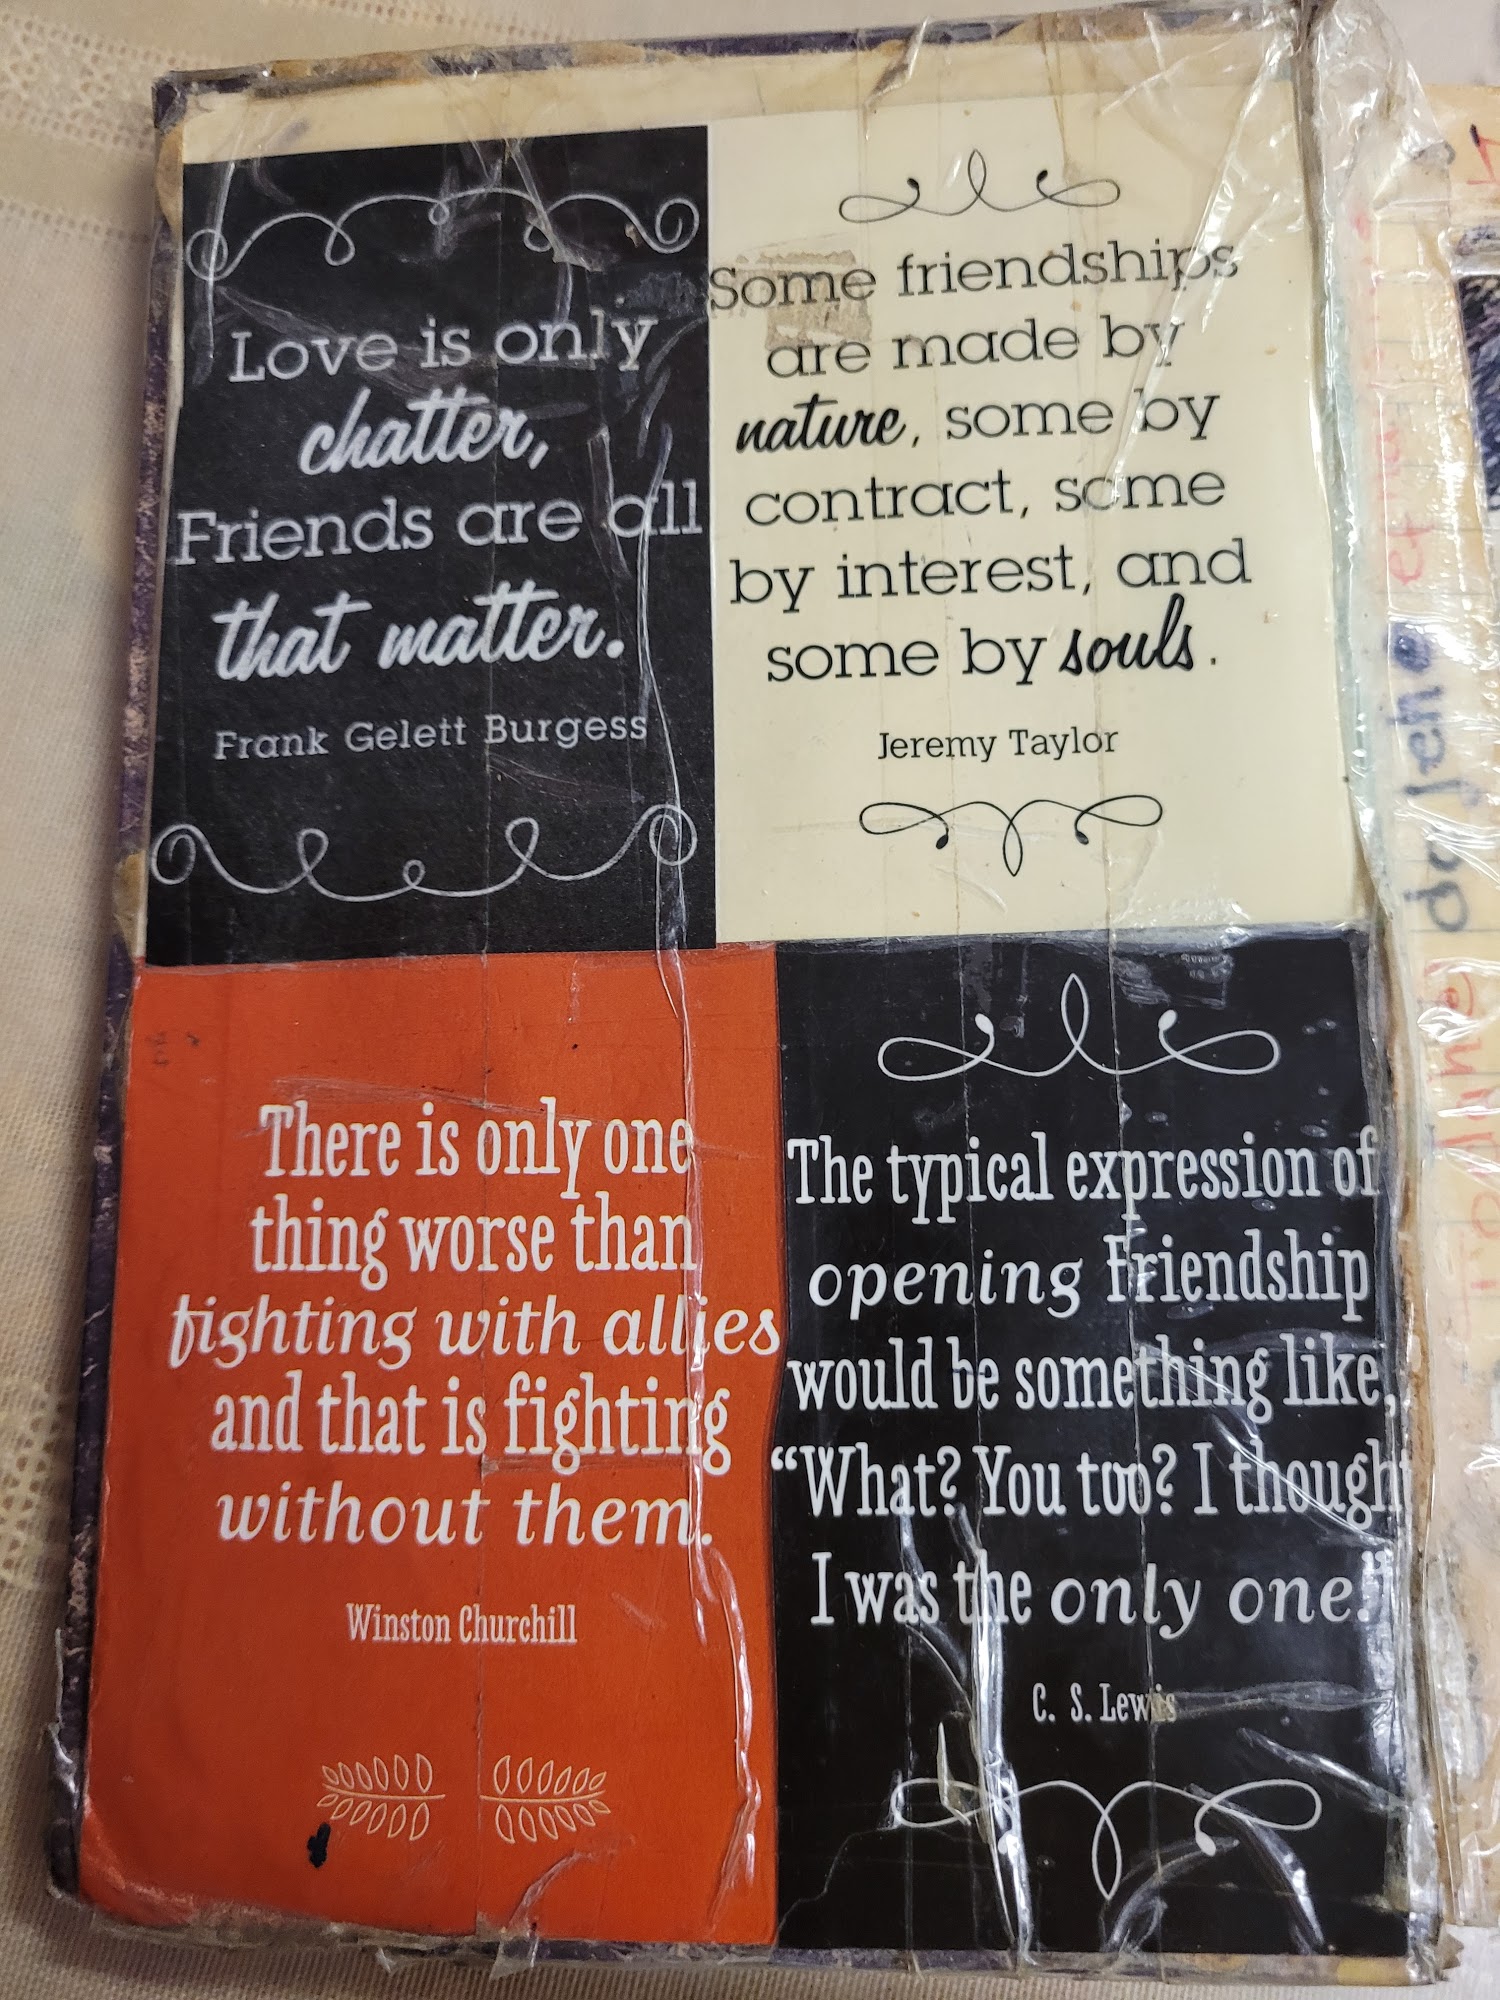 Love is only
chatter,
Friends are all
that matter.
Frank Gelett Burgess
Some friendships
are made by
nature, some by
contract, some
by interest, and
some by souls.
Jeremy Taylor
There is only one
thing worse than
fighting with allies
and that is fighting
without them.
Winston Churchill
The typical expression of
opening Friendship
would be something like,
“What? You too? I thought
I was the only one.”
C. S. Lewis